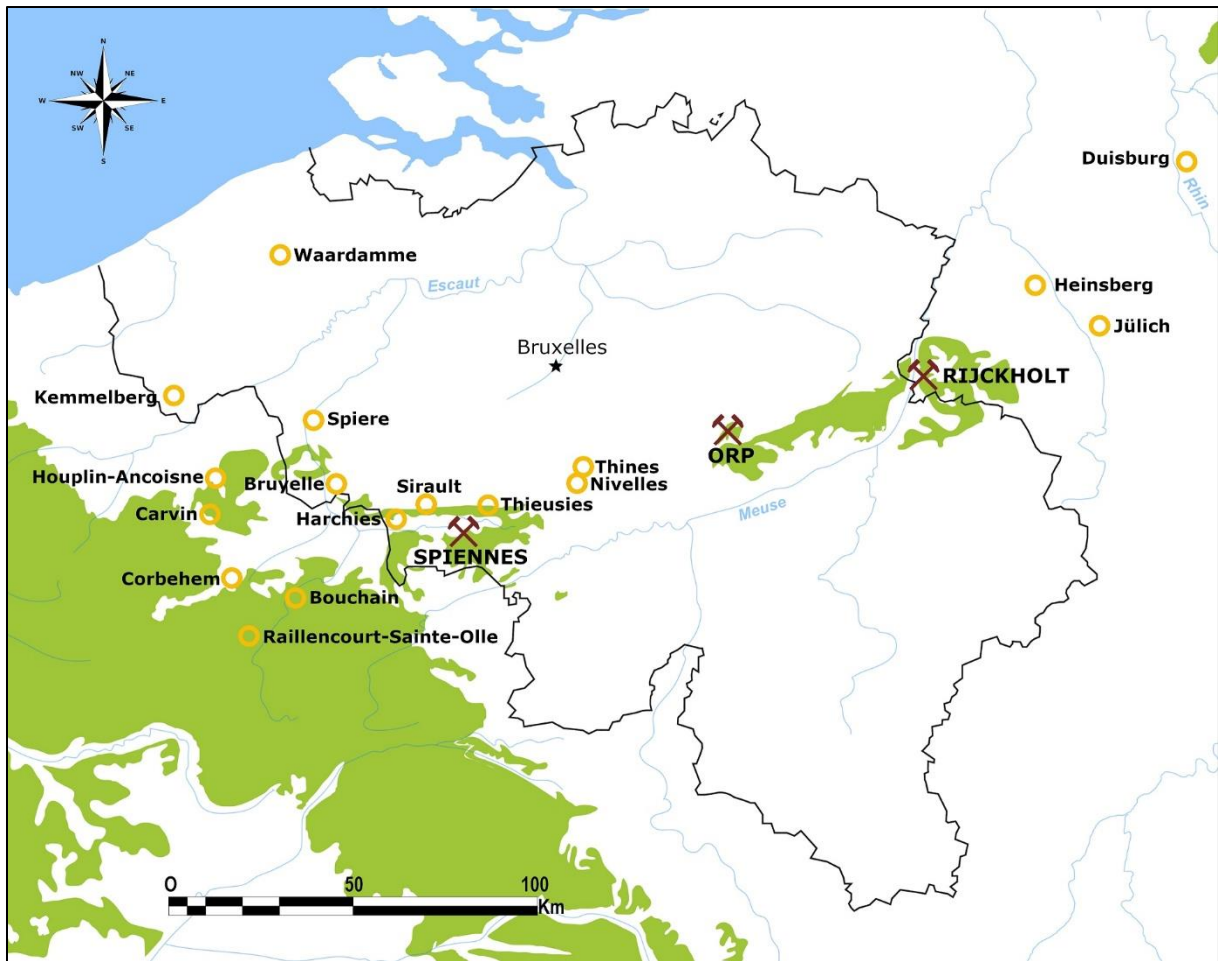 N
NW
NE
W
E
SW
SE
S
Duisburg
Rhin
Waardamme
Escaut
Heinsberg
Jülich
Bruxelles
RIJCKHOLT
Kemmelberg
Spiere
ORP
Thines
Houplin-Ancoisne
Bruyelle
Sirault
Nivelles
Thieusies
Meuse
Carvin
Harchies
SPIENNES
Corbehem
Bouchain
Raillencourt-Sainte-Olle
0
50
100
Km